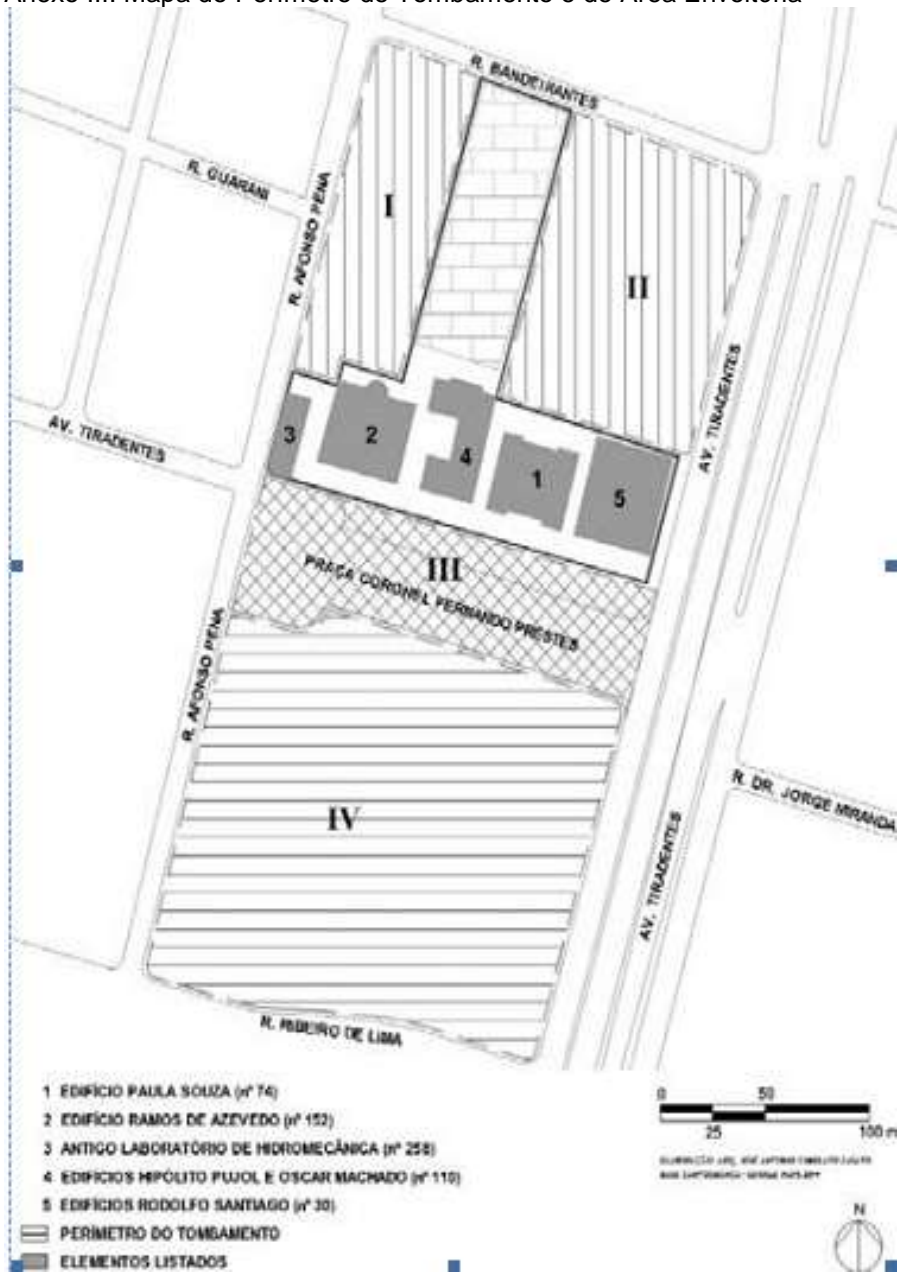 Anexo III: Mapa do Perímetro de Tombamento e de Área Envoltória
R. BANDEIRANTES
R. GUARANI
R. AFONSO PENA
I
II
AV. TIRADENTES
AV. TIRADENTES
3
2
4
1
5
III
PRAÇA CORONEL FERNANDO PRESTES
R. AFONSO PENA
IV
R. DR. JORGE MIRANDA
AV. TIRADENTES
R. RIBEIRO DE LIMA
1 EDIFÍCIO PAULA SOUZA (nº 74)
2 EDIFÍCIO RAMOS DE AZEVEDO (nº 152)
3 ANTIGO LABORATÓRIO DE HIDROMECÂNICA (nº 258)
4 EDIFÍCIOS HIPÓLITO PUJOL E OSCAR MACHADO (nº 110)
5 EDIFÍCIOS RODOLFO SANTIAGO (nº 30)
PERÍMETRO DO TOMBAMENTO
ELEMENTOS LISTADOS
0 50
25 100 m
N